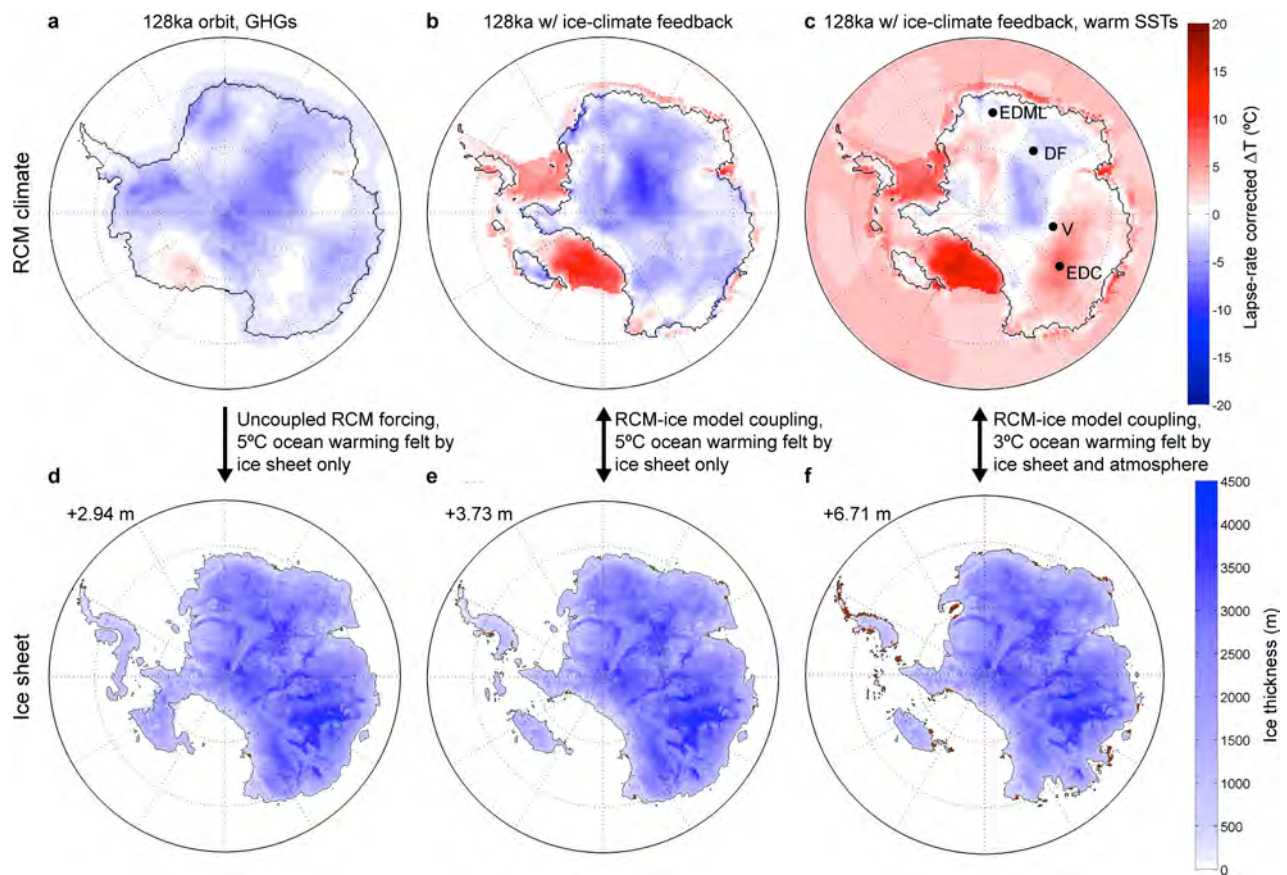 a 128ka orbit, GHGs
b 128ka w/ ice-climate feedback
c 128ka w/ ice-climate feedback, warm SSTs
RCM climate
EDML
DF
V
EDC
20
15
10
5
0
-5
-10
-15
-20
Lapse-rate corrected ΔT (ºC)
Uncoupled RCM forcing,
5ºC ocean warming felt by
ice sheet only
RCM-ice model coupling,
5ºC ocean warming felt by
ice sheet only
RCM-ice model coupling,
3ºC ocean warming felt by
ice sheet and atmosphere
d
+2.94 m
e
+3.73 m
f
+6.71 m
Ice sheet
4500
4000
3500
3000
2500
2000
1500
1000
500
0
Ice thickness (m)